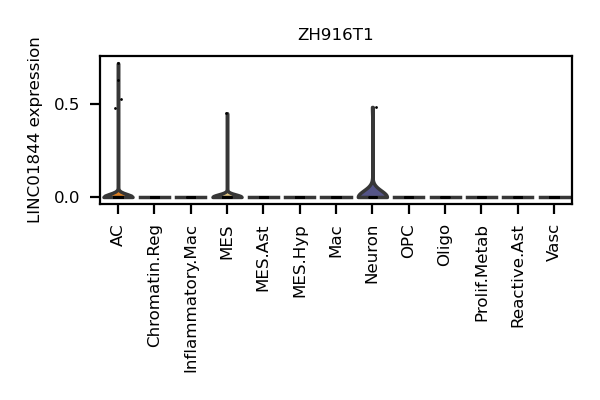 ZH916T1
LINC01844 expression
0.5
0.0
AC
Chromatin.Reg
Inflammatory.Mac
MES
MES.Ast
MES.Hyp
Mac
Neuron
OPC
Oligo
Prolif.Metab
Reactive.Ast
Vasc